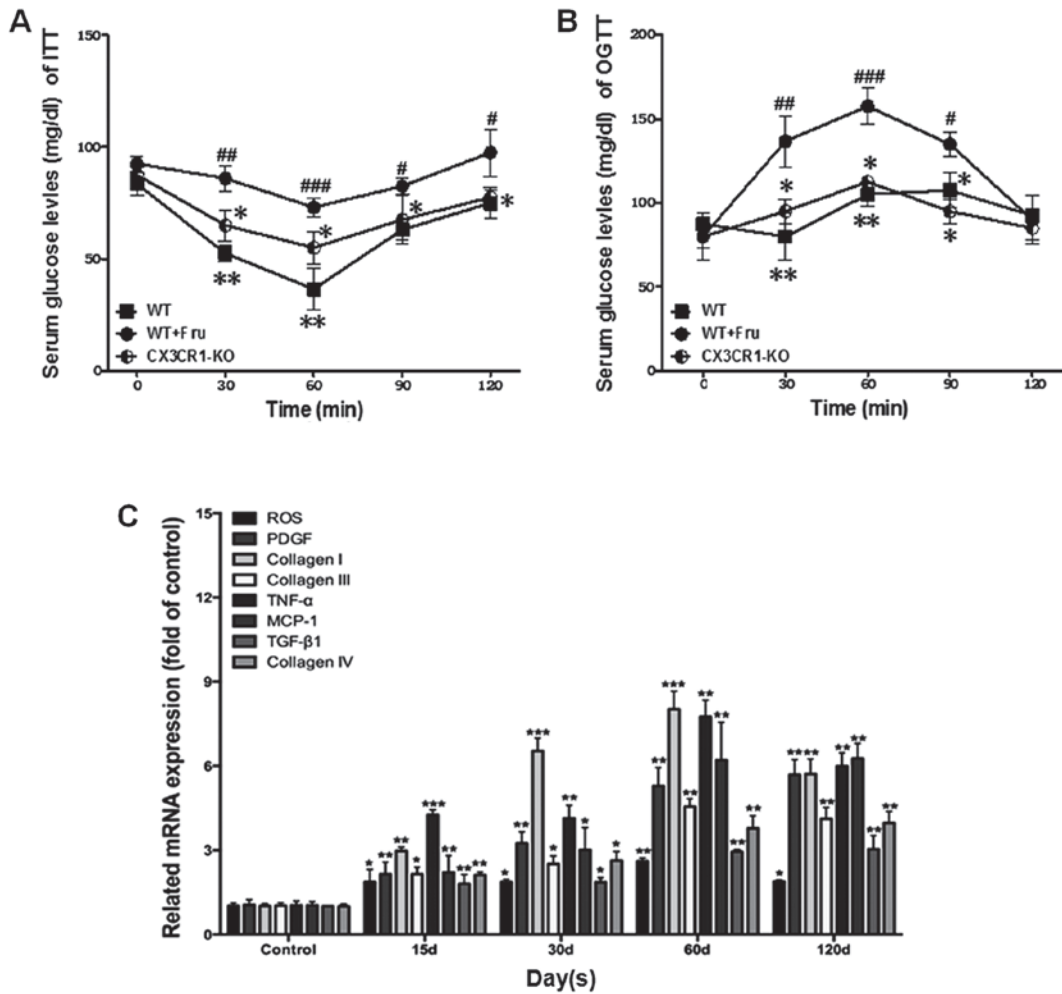 A
Serum glucose levles (mg/dl) of ITT
150
100
50
0
## ### # #
* * * *
** **
WT
WT+Fru
CX3CR1-KO
0 30 60 90 120
Time (min)
B
Serum glucose levles (mg/dl) of OGTT
200
150
100
50
0
## ### #
* * *
** ** *
WT
WT+Fru
CX3CR1-KO
0 30 60 90 120
Time (min)
C
Related mRNA expression (fold of control)
15
12
9
6
3
0
ROS
PDGF
Collagen I
Collagen III
TNF-α
MCP-1
TGF-β1
Collagen IV
* ** ** * *** ** ** **
* ** *** * ** * * *
** ** *** ** ** ** ** **
* ** ** ** ** ** ** **
Control 15d 30d 60d 120d
Day(s)